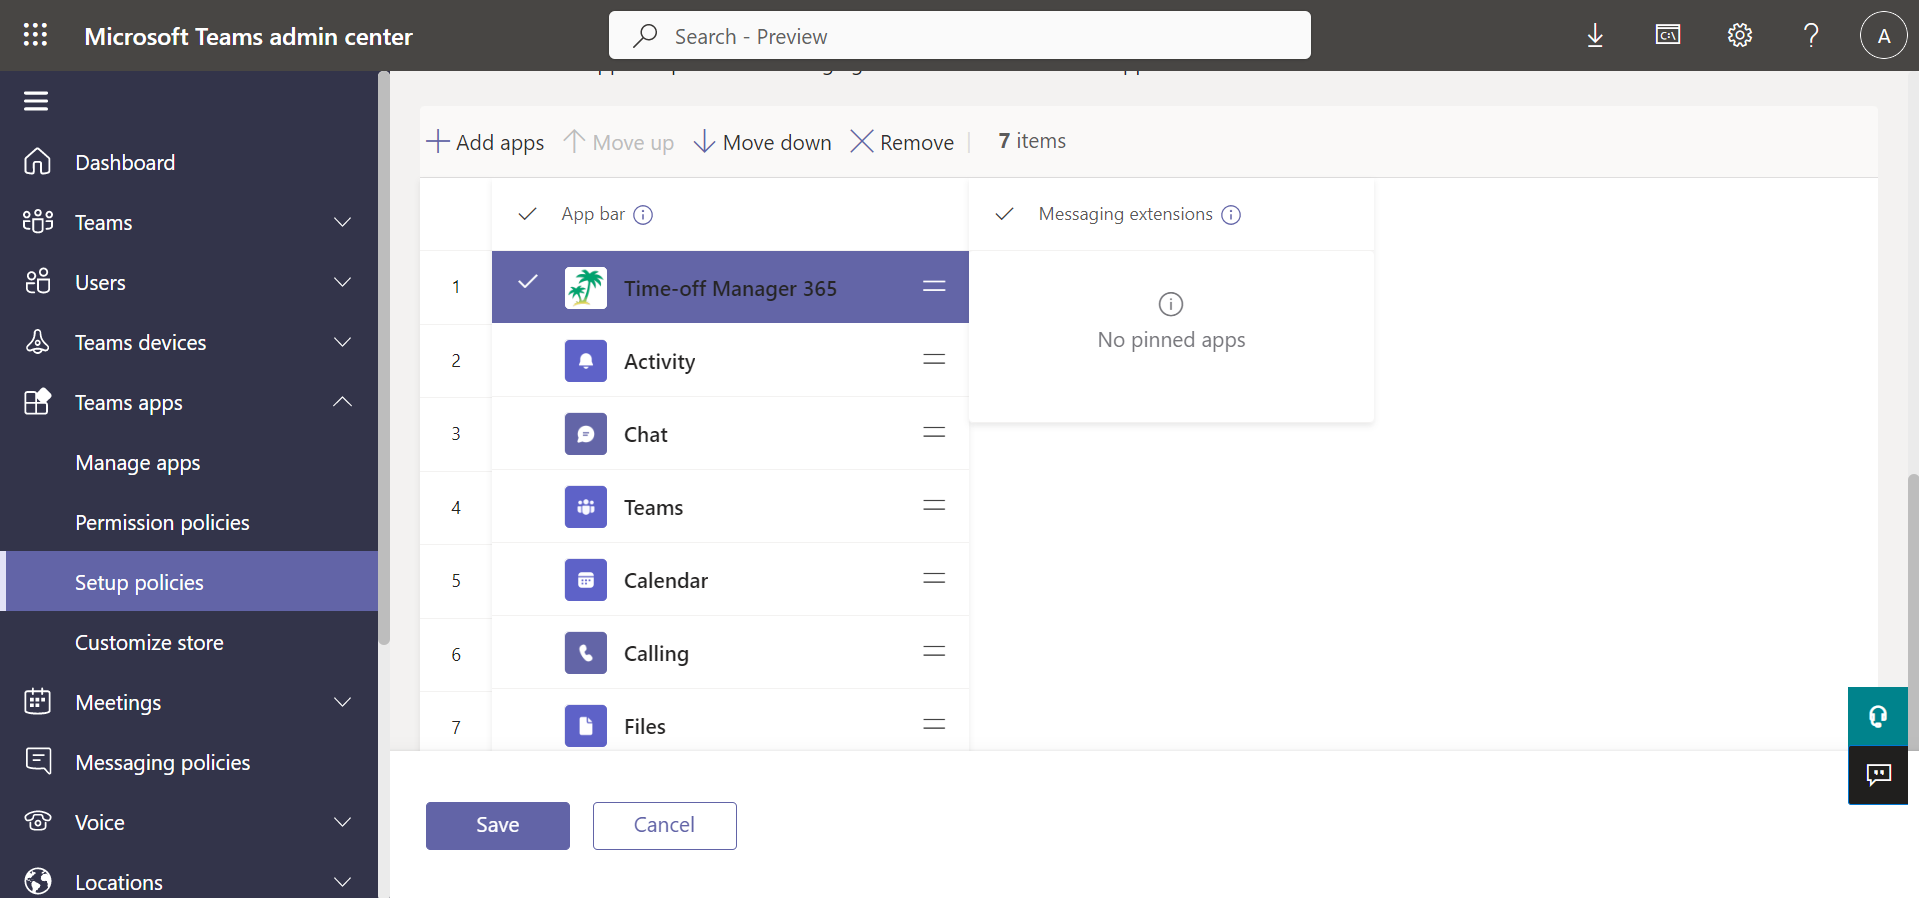 Microsoft Teams admin center
Search - Preview
C:\
A
Dashboard
Teams
Users
Teams devices
Teams apps
Manage apps
Permission policies
Setup policies
Customize store
Meetings
Messaging policies
Voice
Locations
Add apps Move up Move down Remove 7 items
App bar Messaging extensions
1 Time-off Manager 365
No pinned apps
2 Activity
3 Chat
4 Teams
5 Calendar
6 Calling
7 Files
Save Cancel